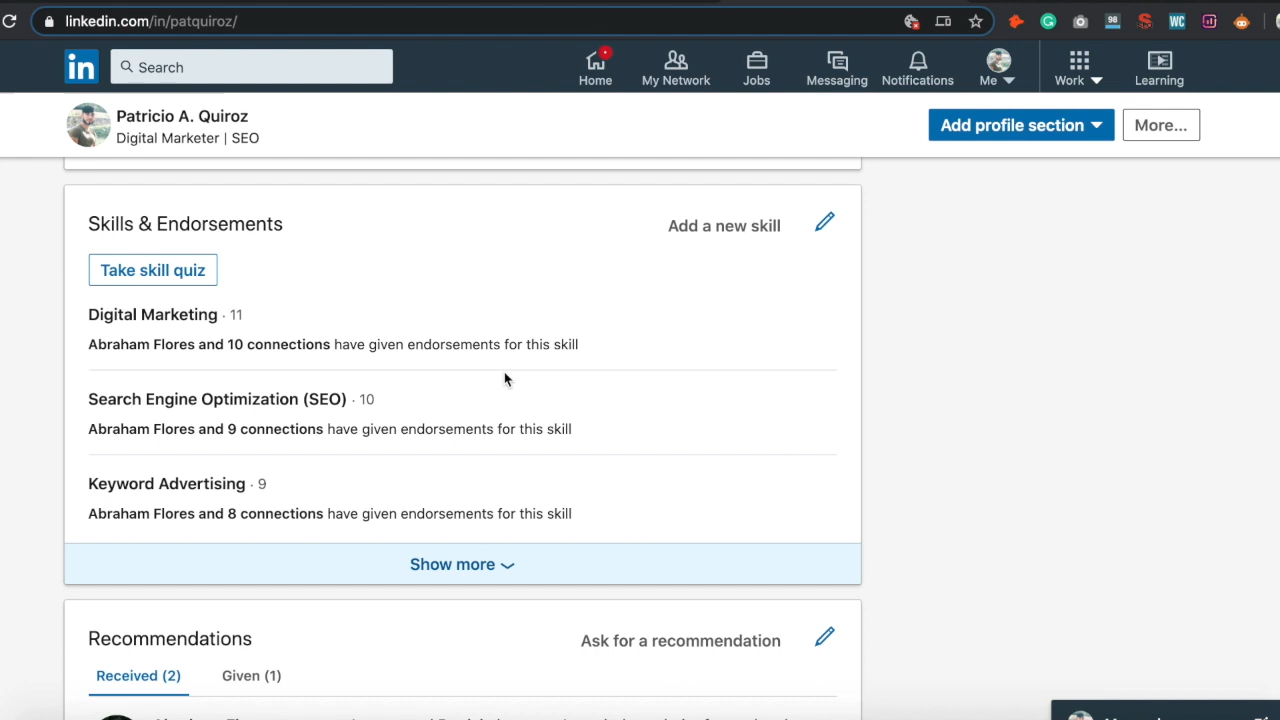 linkedin.com/in/patquiroz/
98
WC
in
Search
Home
My Network
Jobs
Messaging
Notifications
Me
Work
Learning
Patricio A. Quiroz
Digital Marketer | SEO
Add profile section
More...
Skills & Endorsements
Add a new skill
Take skill quiz
Digital Marketing · 11
Abraham Flores and 10 connections have given endorsements for this skill
Search Engine Optimization (SEO) · 10
Abraham Flores and 9 connections have given endorsements for this skill
Keyword Advertising · 9
Abraham Flores and 8 connections have given endorsements for this skill
Show more
Recommendations
Ask for a recommendation
Received (2)
Given (1)